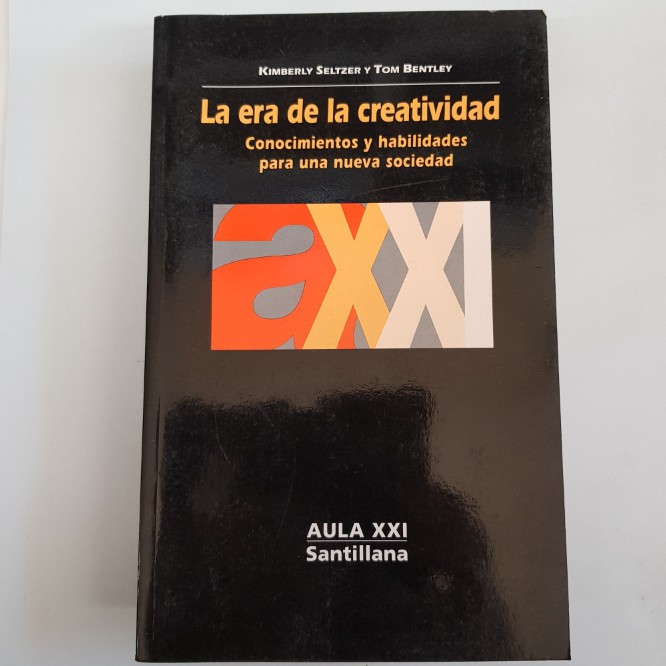 KIMBERLY SELTZER Y TOM BENTLEY
La era de la creatividad
Conocimientos y habilidades
para una nueva sociedad
aXXI
AULA XXI
Santillana